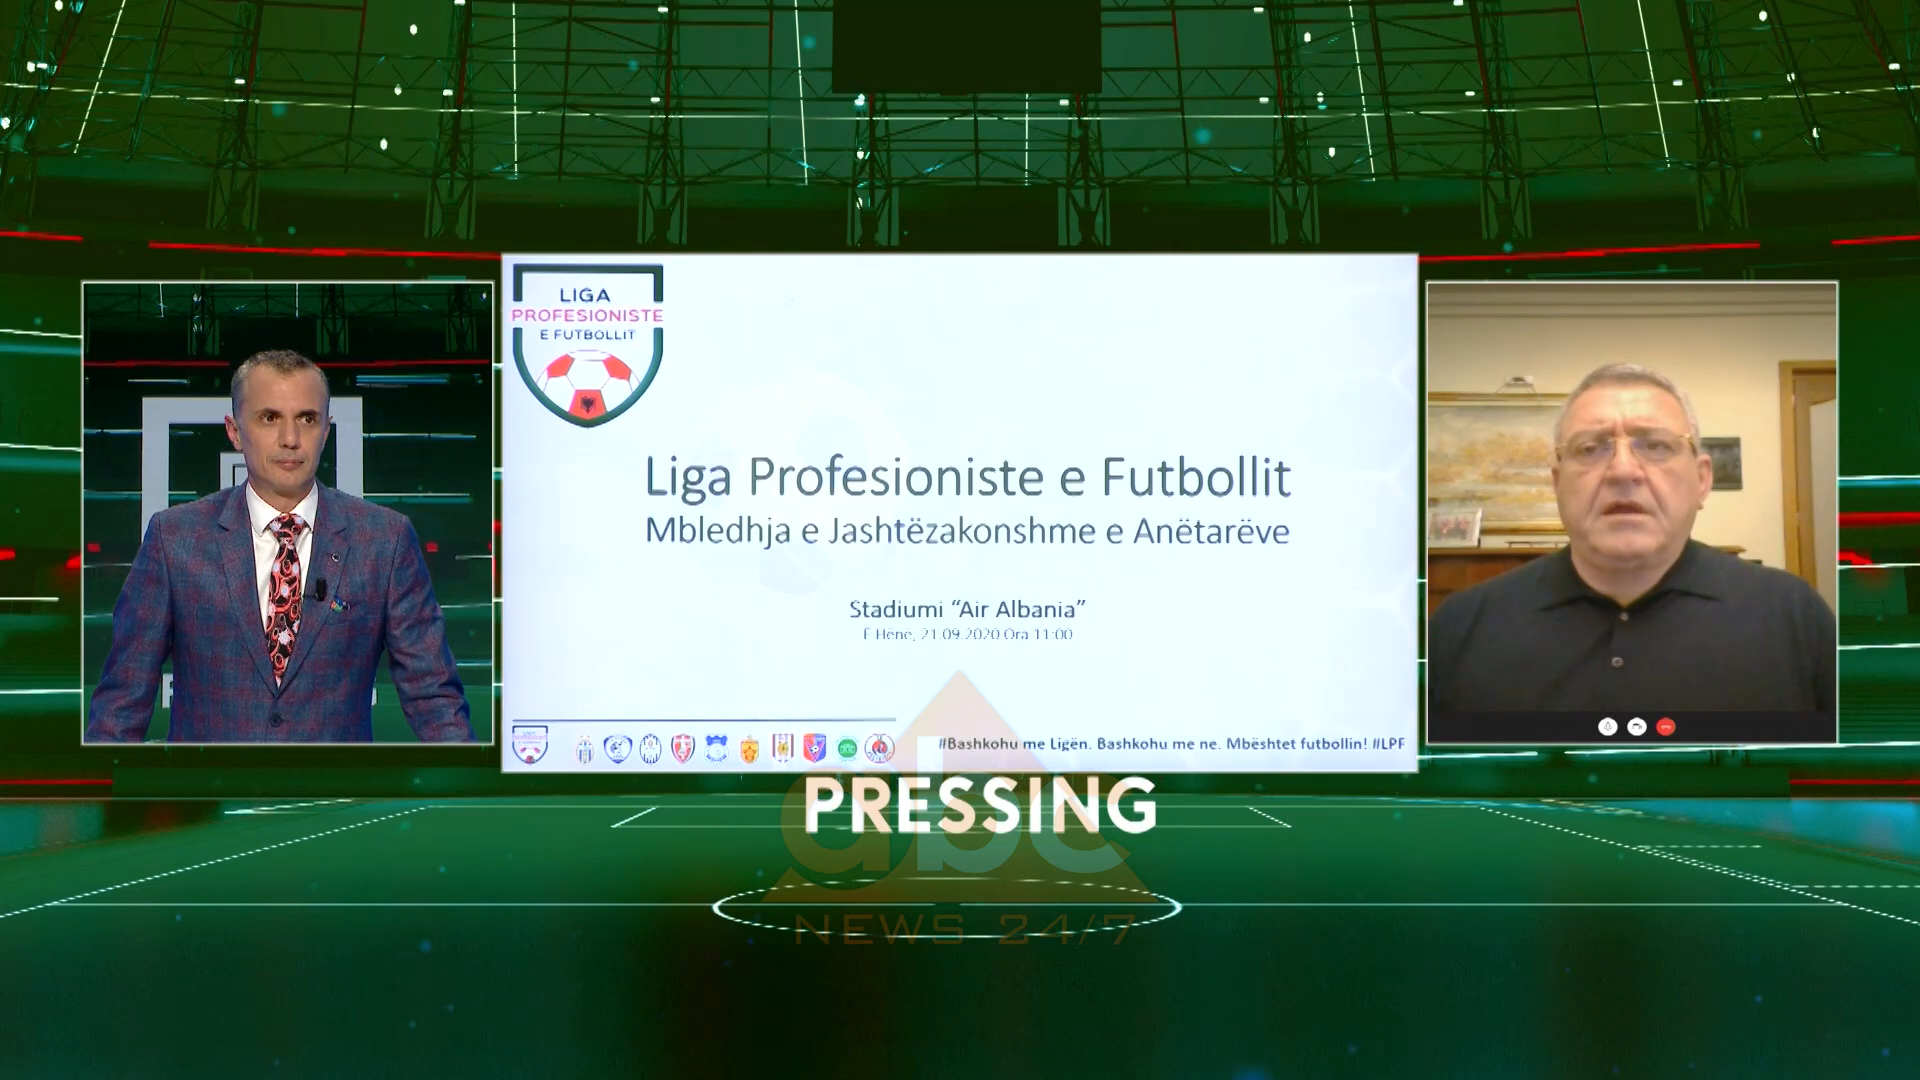 LIGA
PROFESIONISTE
E FUTBOLLIT
Liga Profesioniste e Futbollit
Mbledhja e Jashtëzakonshme e Anëtarëve
Stadiumi “Air Albania”
E Hënë, 21.09.2020 Ora 11:00
#Bashkohu me Ligën. Bashkohu me ne. Mbështet futbollin! #LPF
PRESSING
abc
NEWS 24/7